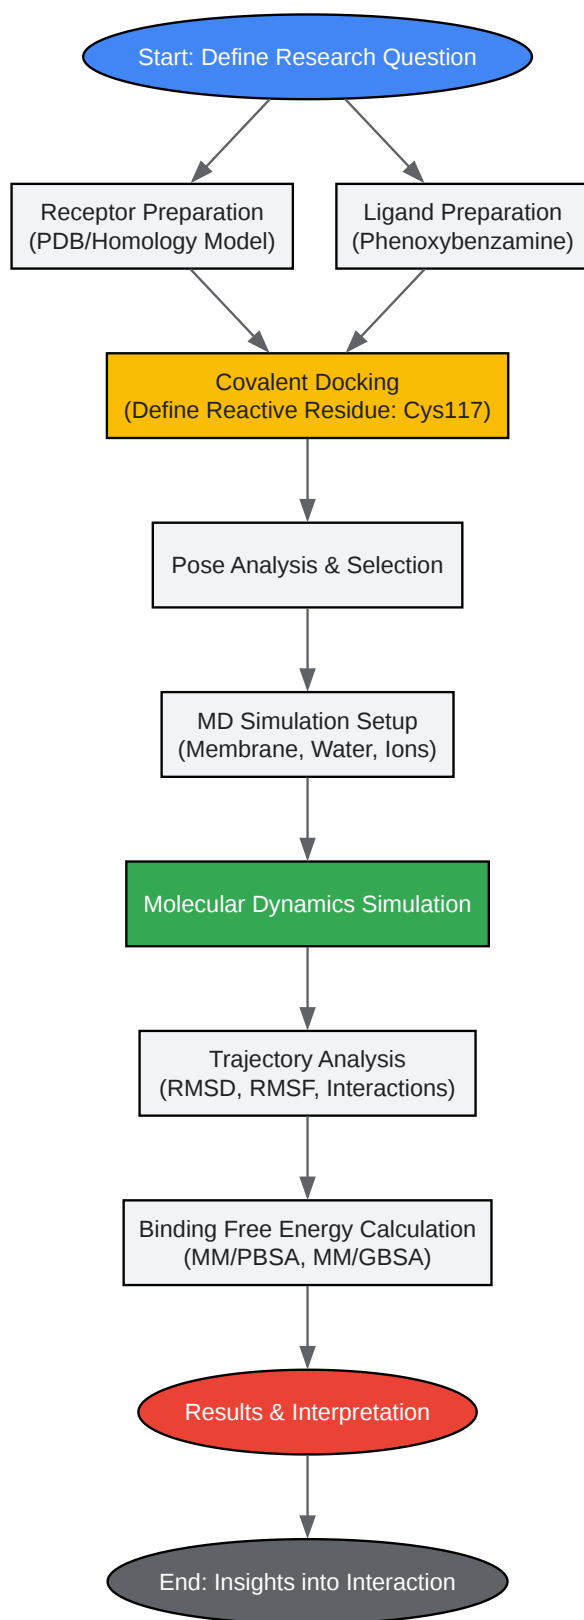 Start: Define Research Question
Receptor Preparation
(PDB/Homology Model)
Ligand Preparation
(Phenoxybenzamine)
Covalent Docking
(Define Reactive Residue: Cys117)
Pose Analysis & Selection
MD Simulation Setup
(Membrane, Water, Ions)
Molecular Dynamics Simulation
Trajectory Analysis
(RMSD, RMSF, Interactions)
Binding Free Energy Calculation
(MM/PBSA, MM/GBSA)
Results & Interpretation
End: Insights into Interaction